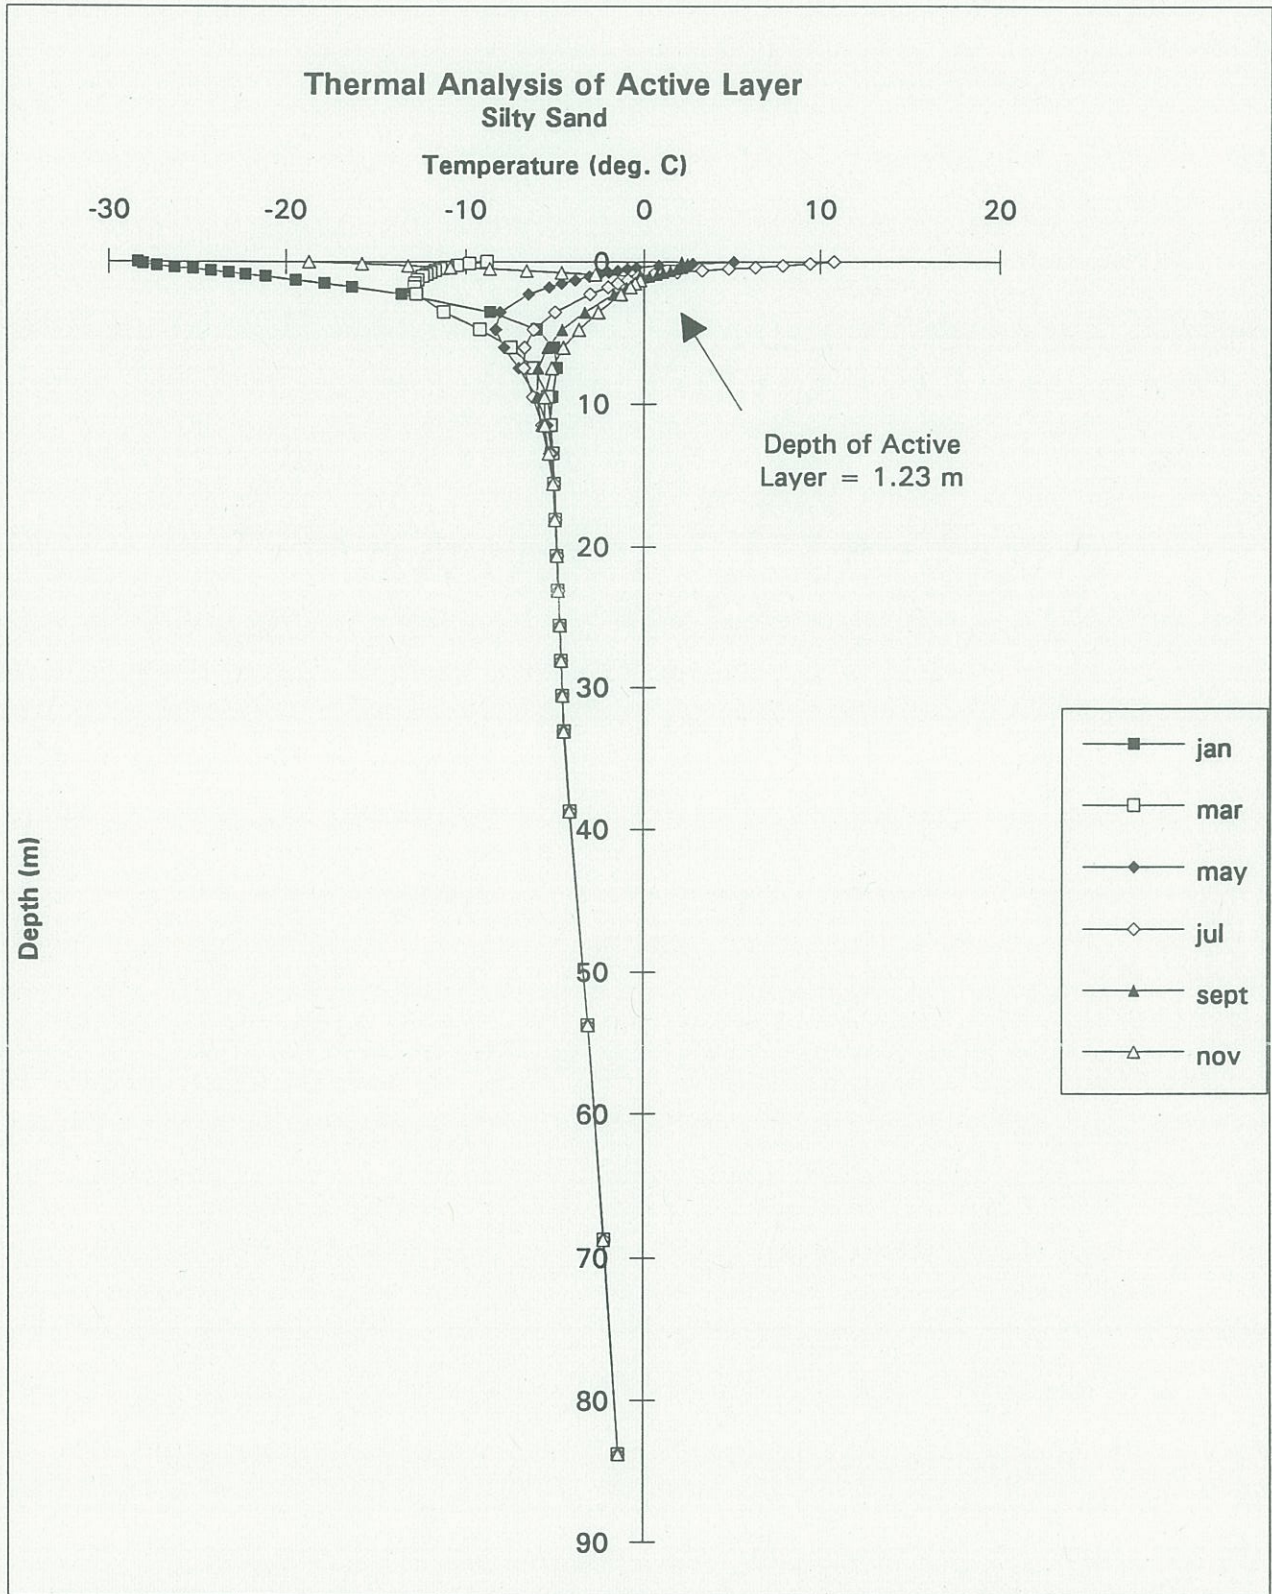 Thermal Analysis of Active Layer
Silty Sand
Temperature (deg. C)
-30 -20 -10 0 10 20
0
10
Depth of Active
Layer = 1.23 m
20
30
40
50
60
70
80
90
Depth (m)
jan
mar
may
jul
sept
nov